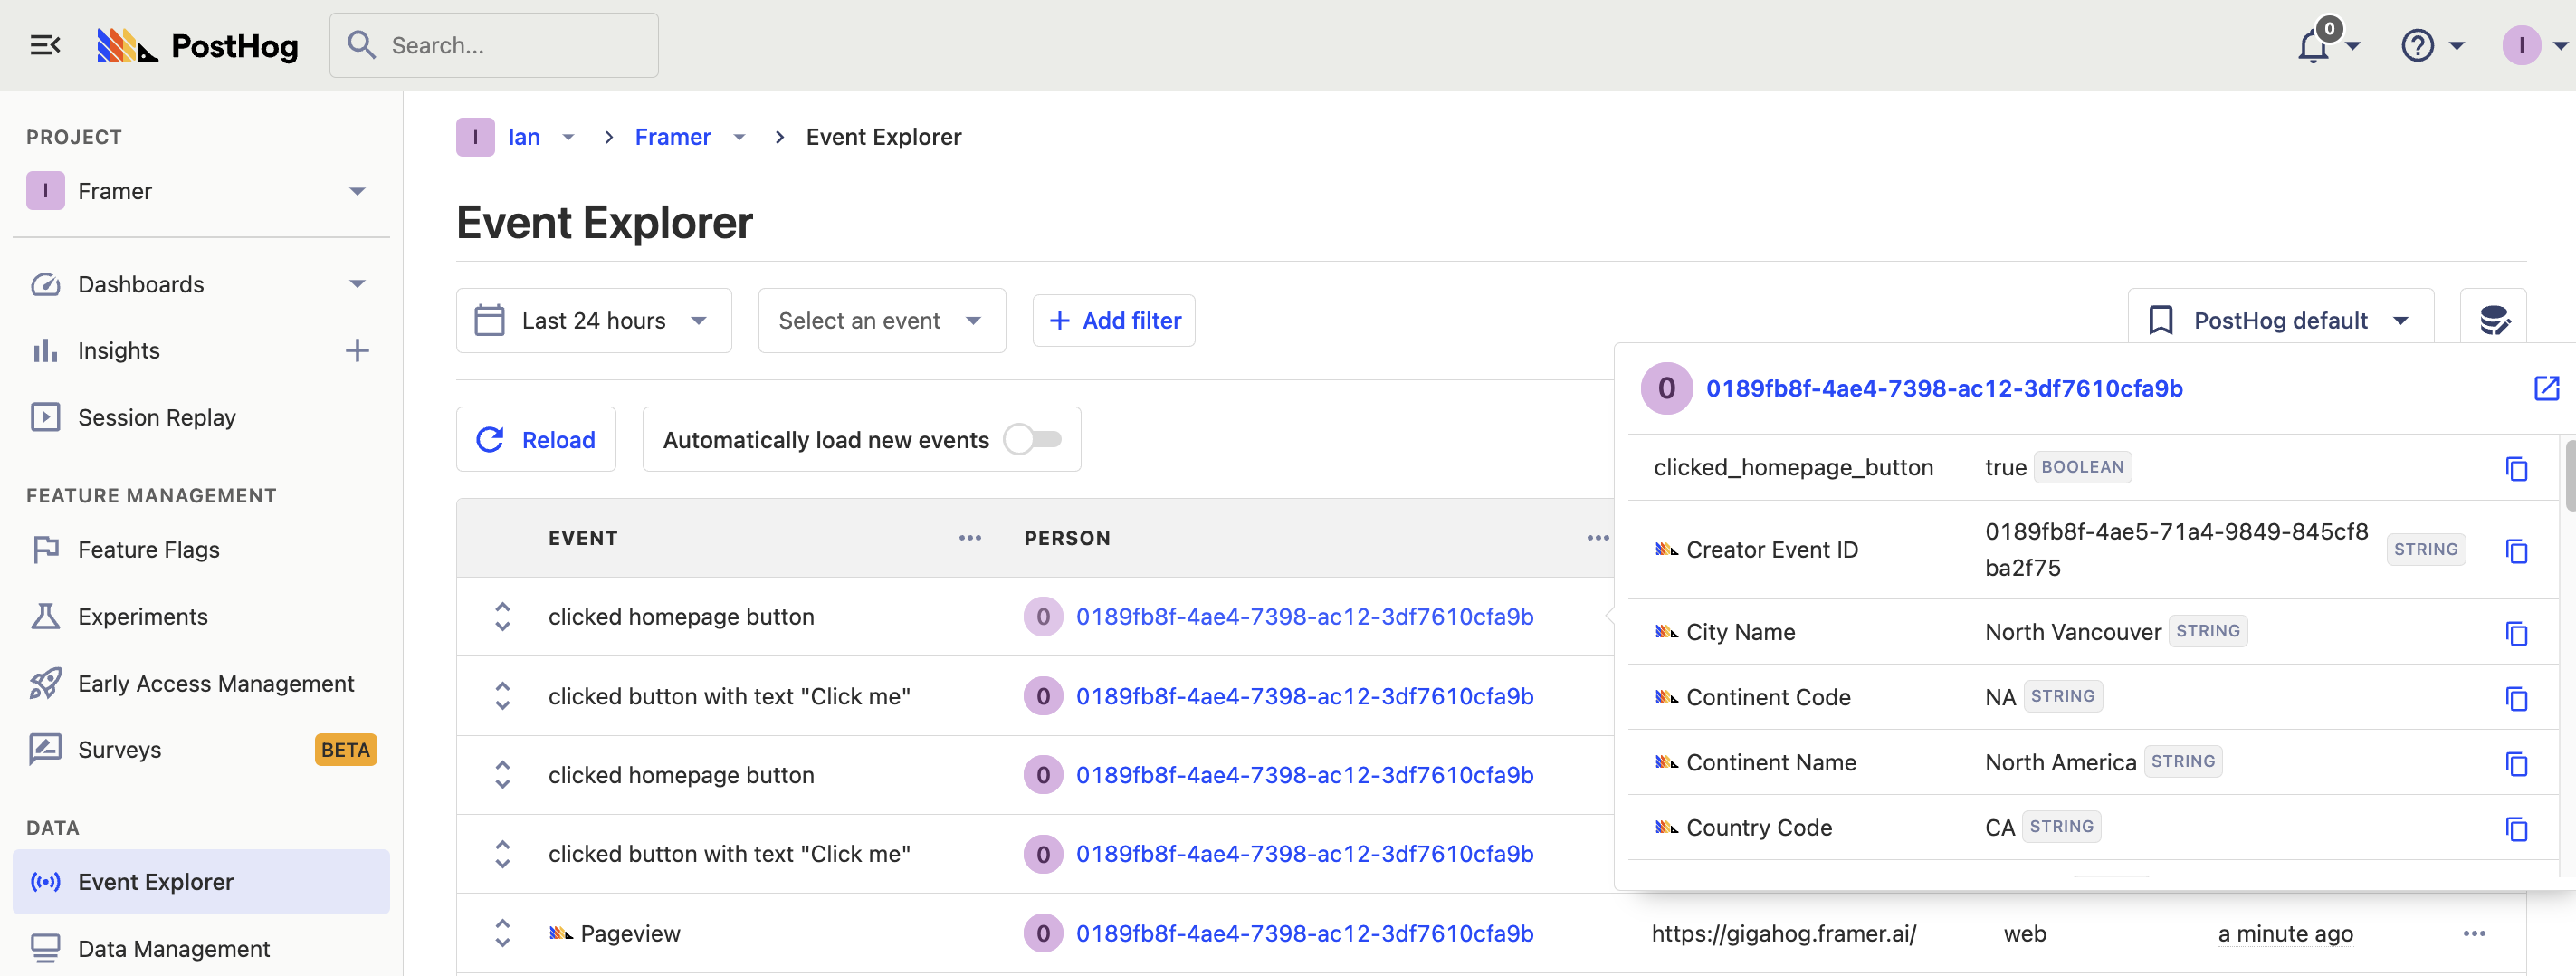 PostHog
Search...
0
I
PROJECT
I Framer
Dashboards
Insights
Session Replay
FEATURE MANAGEMENT
Feature Flags
Experiments
Early Access Management
Surveys BETA
DATA
Event Explorer
Data Management
I Ian Framer Event Explorer
Event Explorer
Last 24 hours Select an event Add filter PostHog default
Reload Automatically load new events
EVENT PERSON
clicked homepage button 0 0189fb8f-4ae4-7398-ac12-3df7610cfa9b
clicked button with text "Click me" 0 0189fb8f-4ae4-7398-ac12-3df7610cfa9b
clicked homepage button 0 0189fb8f-4ae4-7398-ac12-3df7610cfa9b
clicked button with text "Click me" 0 0189fb8f-4ae4-7398-ac12-3df7610cfa9b
Pageview 0 0189fb8f-4ae4-7398-ac12-3df7610cfa9b https://gigahog.framer.ai/ web a minute ago
0 0189fb8f-4ae4-7398-ac12-3df7610cfa9b
clicked_homepage_button true BOOLEAN
Creator Event ID 0189fb8f-4ae5-71a4-9849-845cf8
ba2f75 STRING
City Name North Vancouver STRING
Continent Code NA STRING
Continent Name North America STRING
Country Code CA STRING